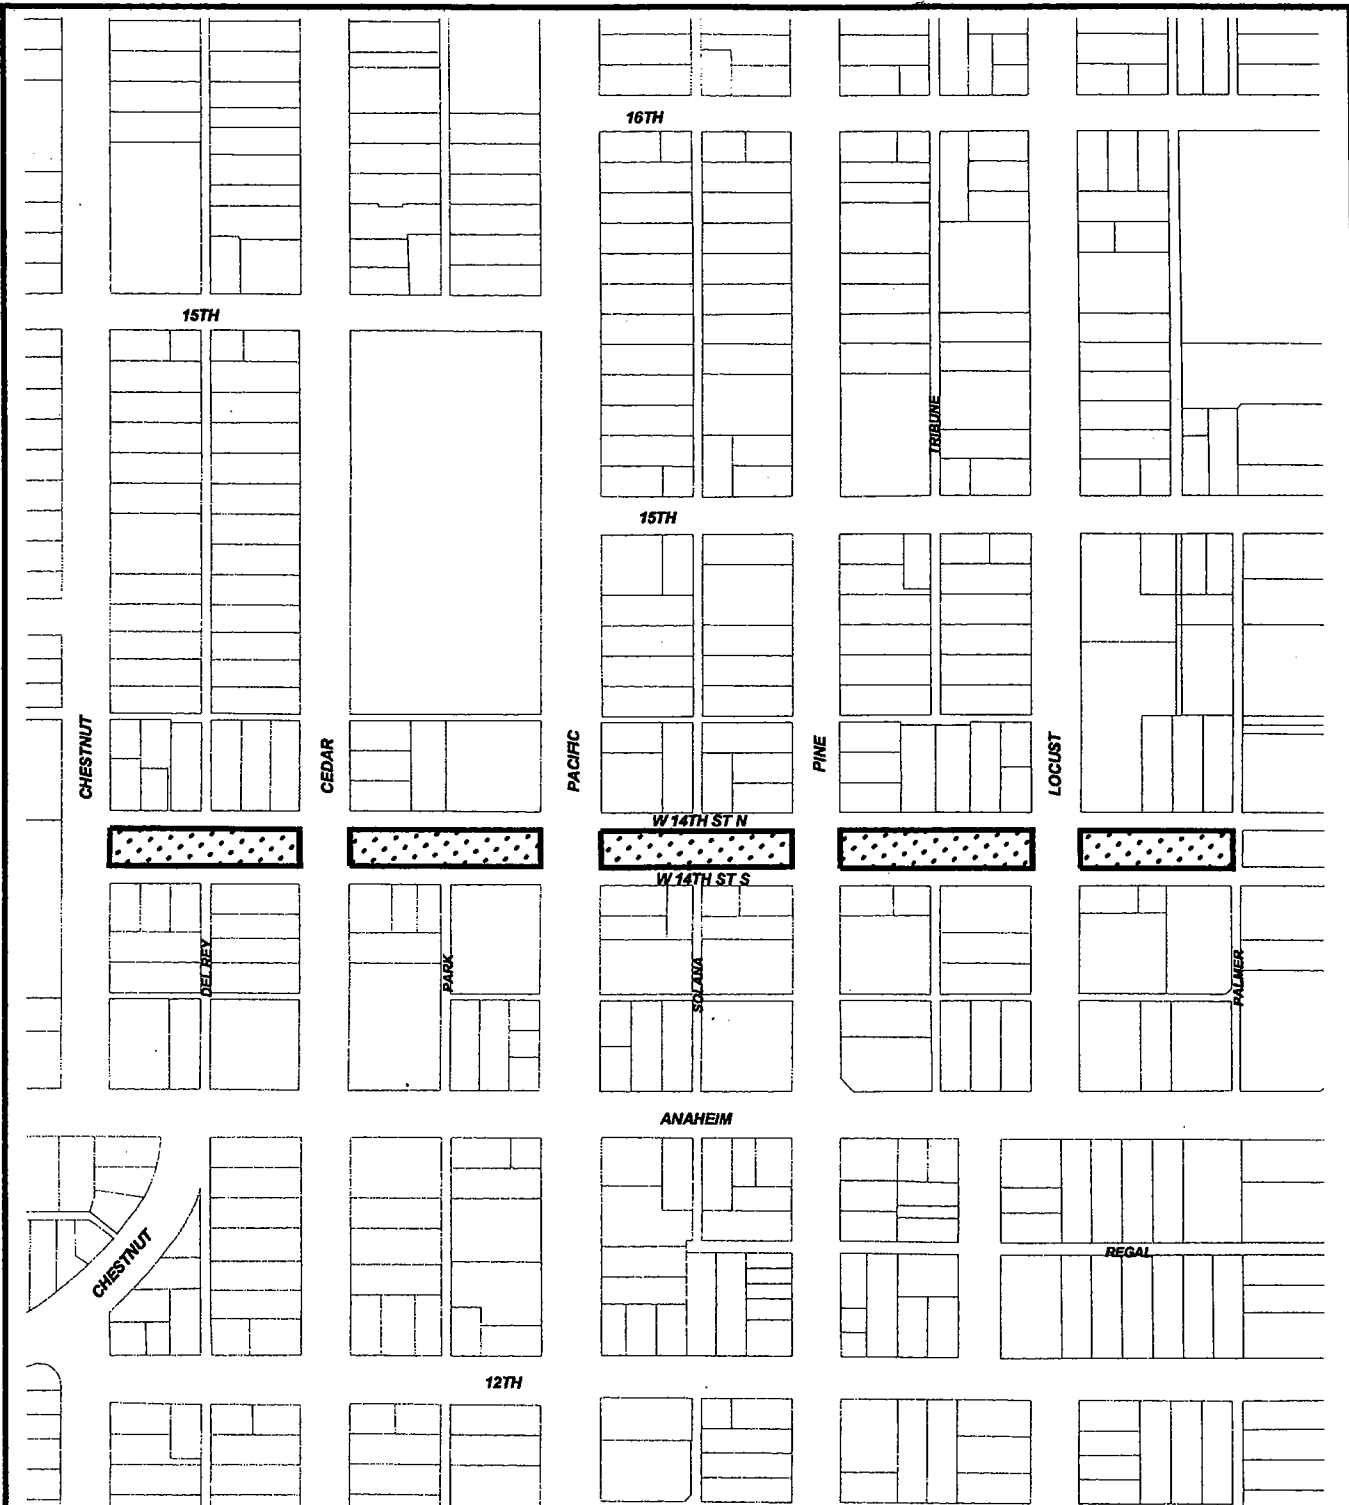 16TH
15TH
TRIBUNE
15TH
CHESTNUT
CEDAR
PACIFIC
PINE
LOCUST
W 14TH ST N
W 14TH ST S
DEL REY
PARK
SOLANA
PALMER
ANAHEIM
CHESTNUT
REGAL
12TH